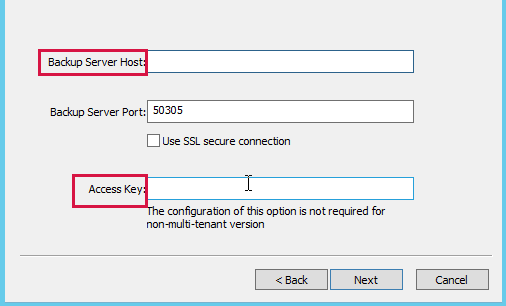 Backup Server Host:
Backup Server Port: 50305
Use SSL secure connection
Access Key:
The configuration of this option is not required for
non-multi-tenant version
< Back Next Cancel